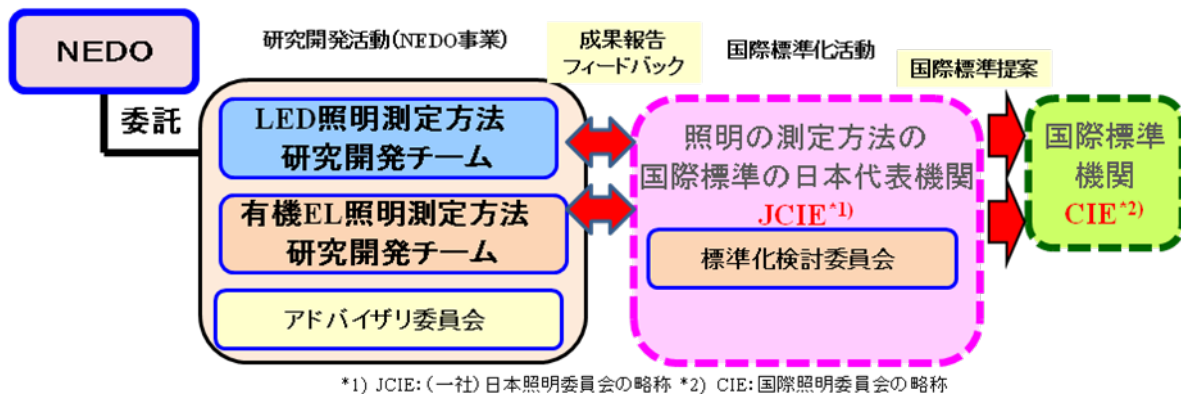 NEDO
委託
研究開発活動(NEDO事業)
LED照明測定方法
研究開発チーム
有機EL照明測定方法
研究開発チーム
アドバイザリ委員会
成果報告
フィードバック
国際標準化活動
照明の測定方法の
国際標準の日本代表機関
JCIE*1)
標準化検討委員会
国際標準提案
国際標準
機関
CIE*2)
*1) JCIE:(一社)日本照明委員会の略称 *2) CIE:国際照明委員会の略称